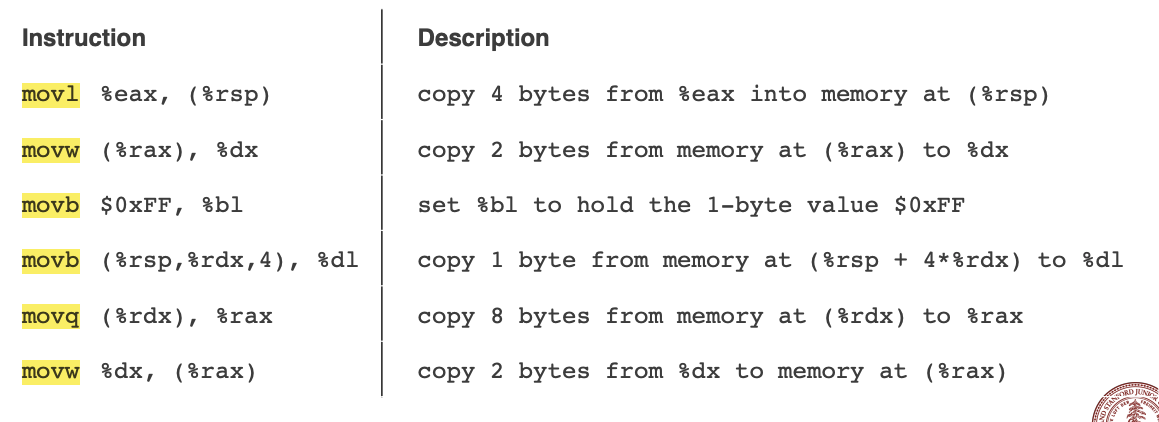 Instruction Description
movl %eax, (%rsp) copy 4 bytes from %eax into memory at (%rsp)
movw (%rax), %dx copy 2 bytes from memory at (%rax) to %dx
movb $0xFF, %bl set %bl to hold the 1-byte value $0xFF
movb (%rsp,%rdx,4), %dl copy 1 byte from memory at (%rsp + 4*%rdx) to %dl
movq (%rdx), %rax copy 8 bytes from memory at (%rdx) to %rax
movw %dx, (%rax) copy 2 bytes from %dx to memory at (%rax)